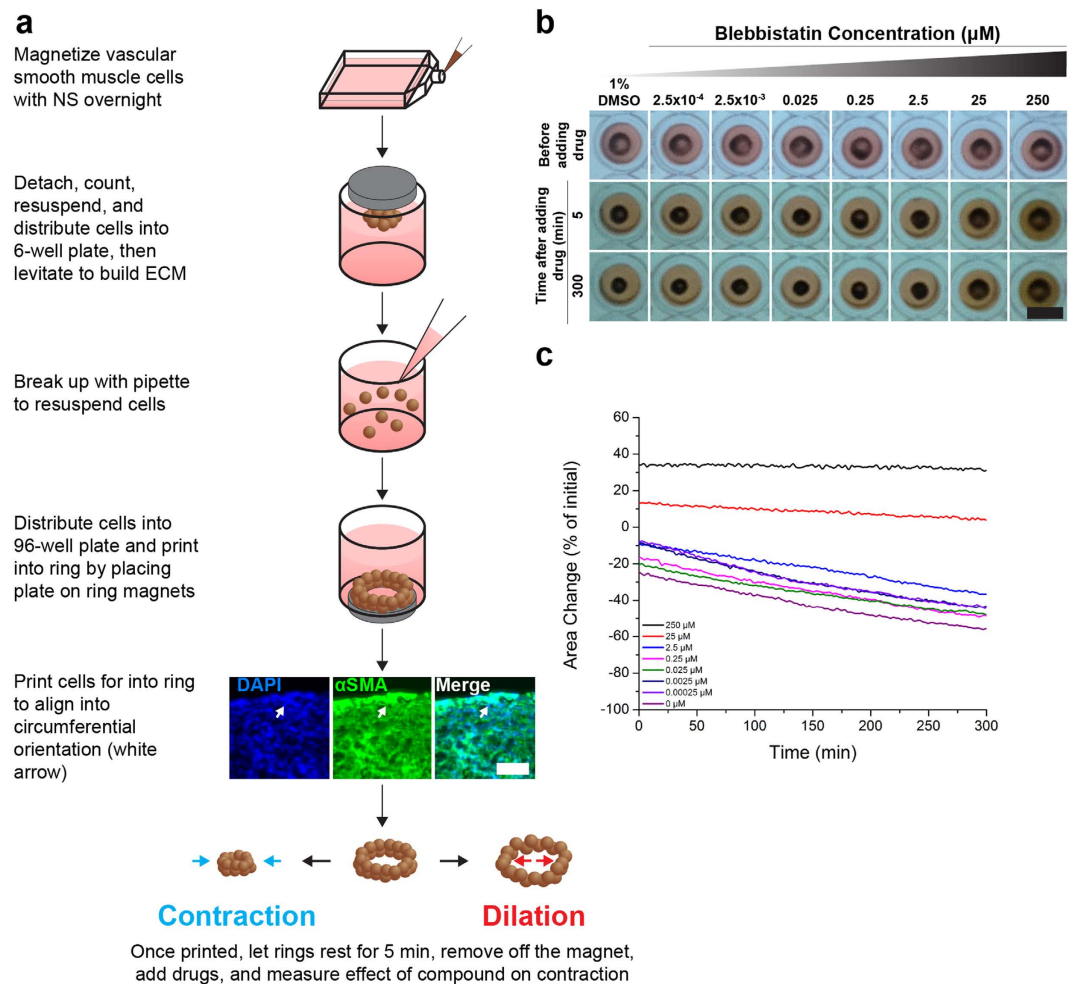 a
Magnetize vascular
smooth muscle cells
with NS overnight
Detach, count,
resuspend, and
distribute cells into
6-well plate, then
levitate to build ECM
Break up with pipette
to resuspend cells
Distribute cells into
96-well plate and print
into ring by placing
plate on ring magnets
Print cells for into ring
to align into
circumferential
orientation (white
arrow)
DAPI
αSMA
Merge
Contraction
Dilation
Once printed, let rings rest for 5 min, remove off the magnet,
add drugs, and measure effect of compound on contraction
b
Blebbistatin Concentration (µM)
1%
DMSO 2.5x10⁻⁴ 2.5x10⁻³ 0.025 0.25 2.5 25 250
Before
adding
drug
Time after adding
drug (min)
5
300
c
Area Change (% of initial)
60
40
20
0
-20
-40
-60
-80
-100
250 µM
25 µM
2.5 µM
0.25 µM
0.025 µM
0.0025 µM
0.00025 µM
0 µM
0 50 100 150 200 250 300
Time (min)